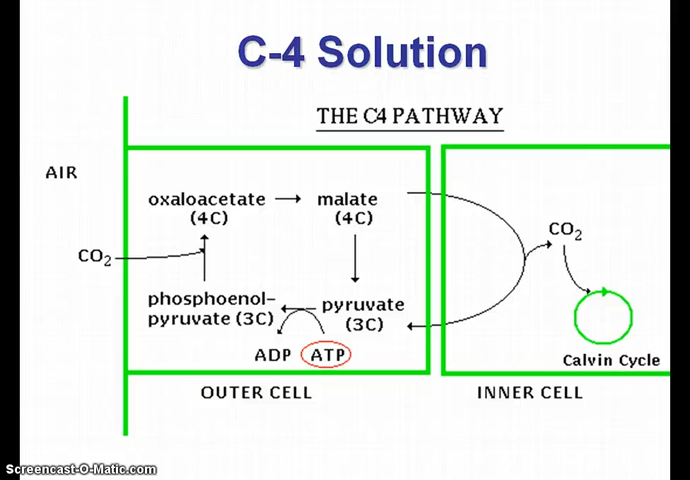 C-4 Solution
THE C4 PATHWAY
AIR
oxaloacetate
(4C)
malate
(4C)
CO2
CO2
phosphoenol-
pyruvate (3C)
pyruvate
(3C)
ADP
ATP
Calvin Cycle
OUTER CELL
INNER CELL
Screencast-O-Matic.com